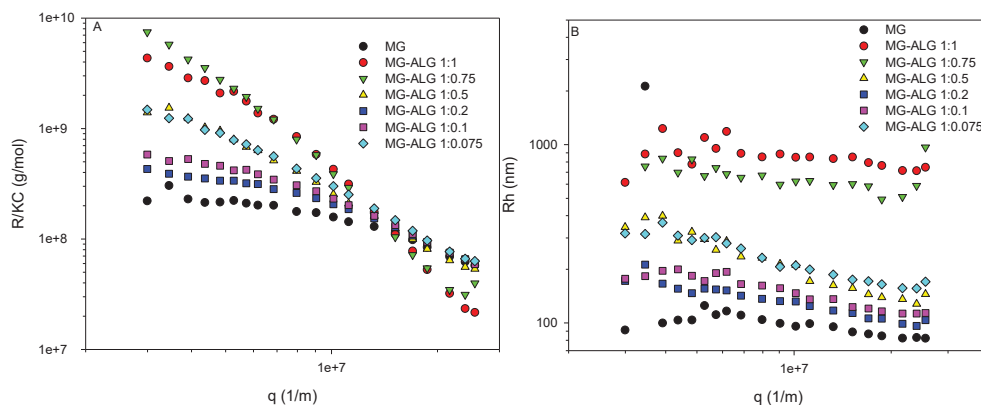 A
1e+10
1e+9
1e+8
1e+7
R/KC (g/mol)
MG
MG-ALG 1:1
MG-ALG 1:0.75
MG-ALG 1:0.5
MG-ALG 1:0.2
MG-ALG 1:0.1
MG-ALG 1:0.075
1e+7
q (1/m)
B
1000
100
Rh (nm)
MG
MG-ALG 1:1
MG-ALG 1:0.75
MG-ALG 1:0.5
MG-ALG 1:0.2
MG-ALG 1:0.1
MG-ALG 1:0.075
1e+7
q (1/m)